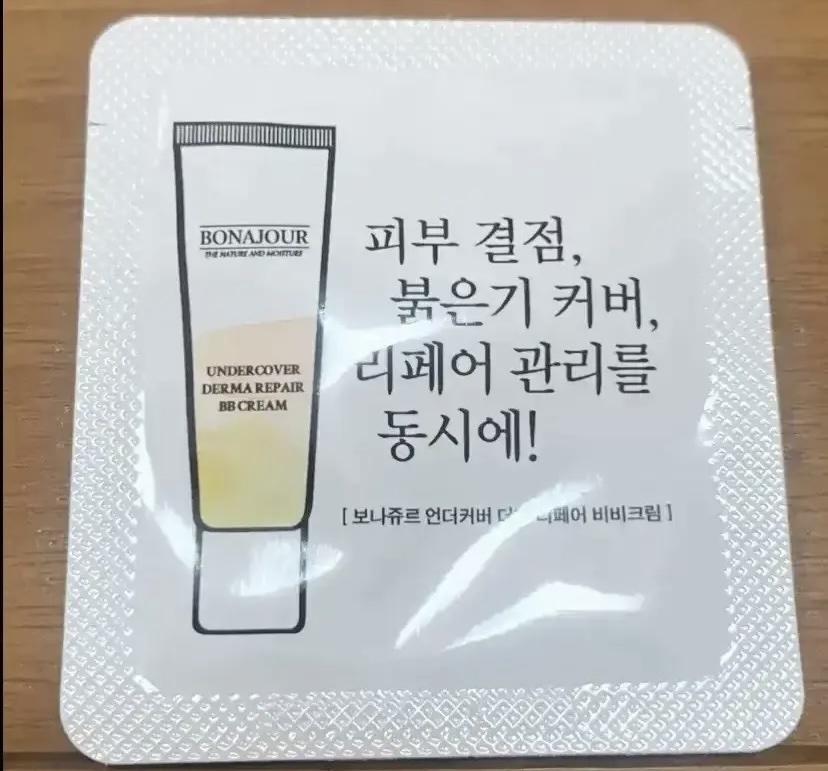 BONAJOUR
THE NATURE AND MOISTURE
UNDERCOVER
DERMA REPAIR
BB CREAM
피부 결점,
붉은기 커버,
리페어 관리를
동시에!
[ 보나쥬르 언더커버 리페어 비비크림 ]